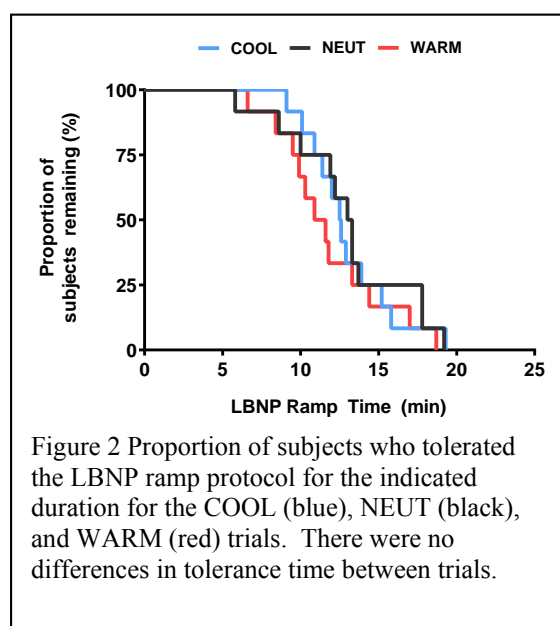 COOL NEUT WARM
100
75
50
25
0
Proportion of
subjects remaining (%)
0 5 10 15 20 25
LBNP Ramp Time (min)
Figure 2 Proportion of subjects who tolerated
the LBNP ramp protocol for the indicated
duration for the COOL (blue), NEUT (black),
and WARM (red) trials. There were no
differences in tolerance time between trials.